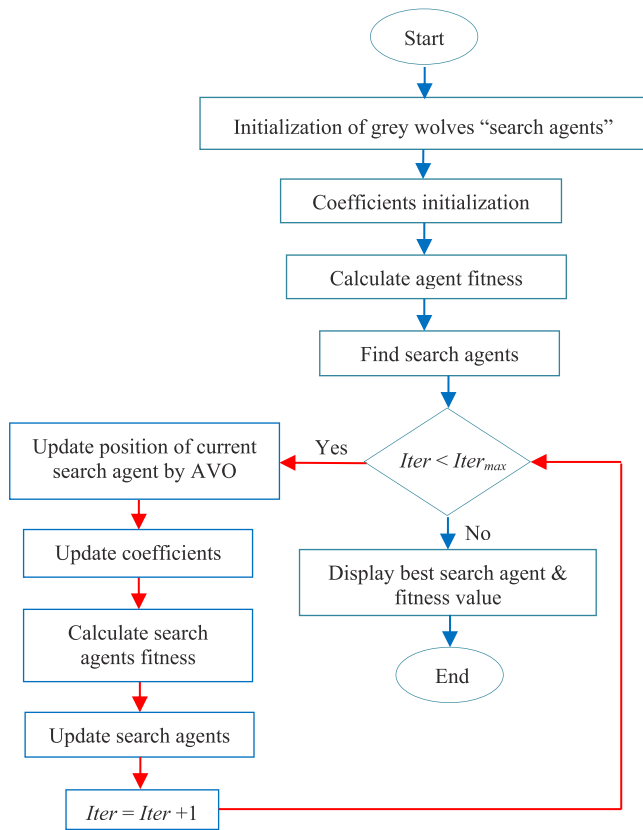 Start
Initialization of grey wolves “search agents”
Coefficients initialization
Calculate agent fitness
Find search agents
Iter < Itermax
Yes
Update position of current
search agent by AVO
Update coefficients
Calculate search
agents fitness
Update search agents
Iter = Iter +1
No
Display best search agent &
fitness value
End